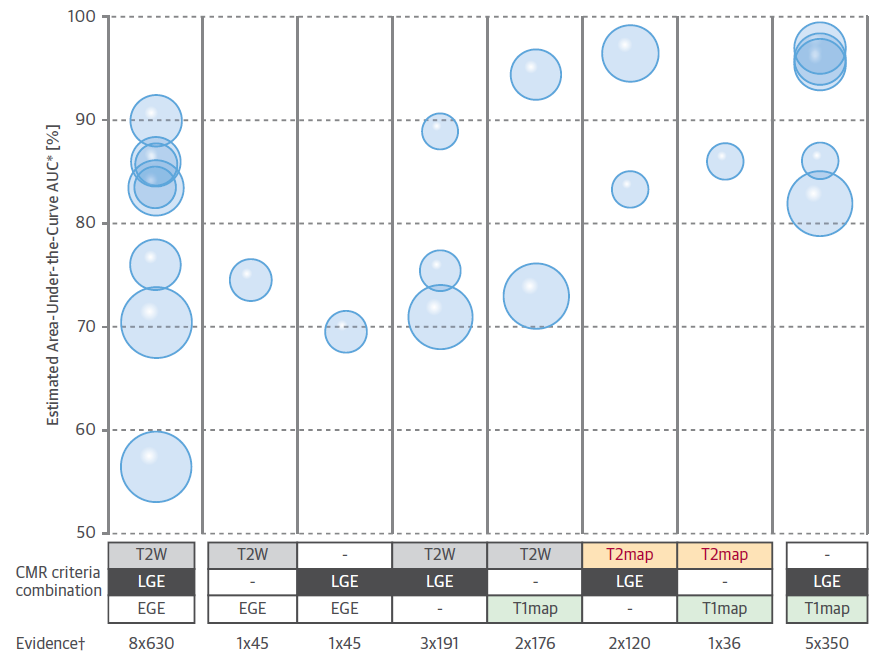 Estimated Area-Under-the-Curve AUC* [%]
100
90
80
70
60
50
CMR criteria combination
T2W T2W - T2W T2W T2map T2map -
LGE - LGE LGE - LGE - LGE
EGE EGE EGE - T1map - T1map T1map
Evidence† 8x630 1x45 1x45 3x191 2x176 2x120 1x36 5x350